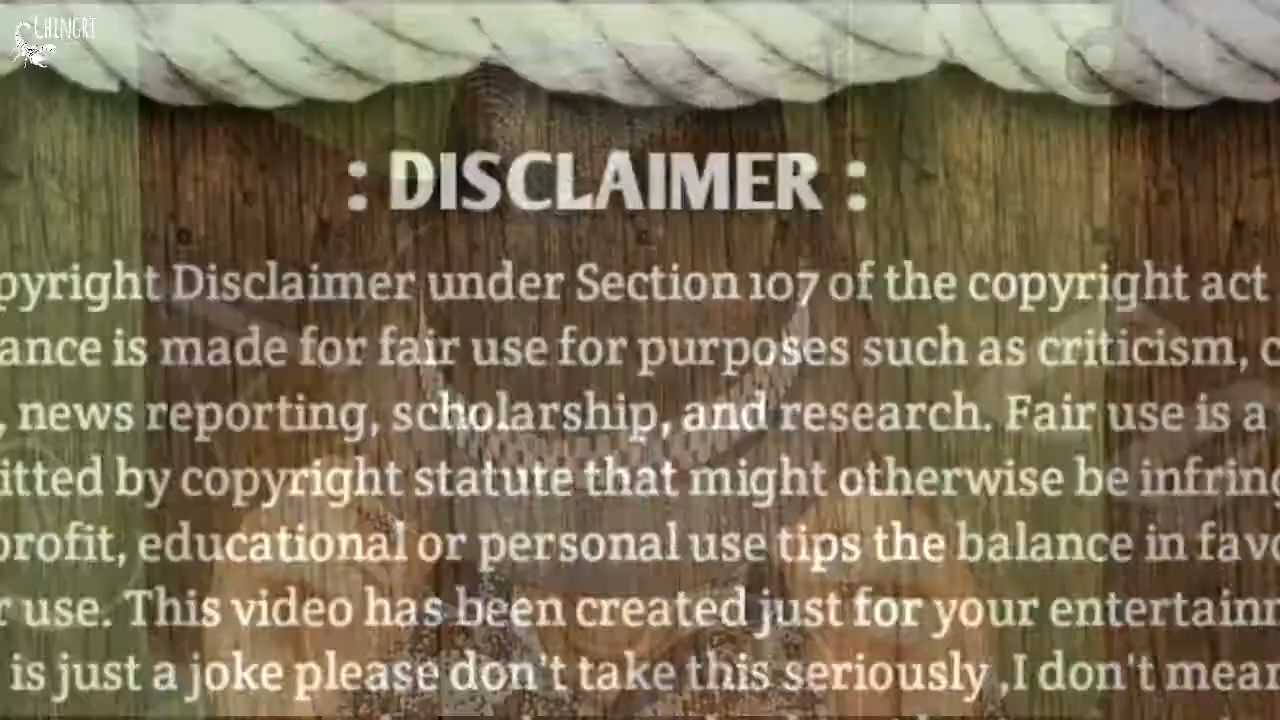 CHINGRI
: DISCLAIMER :
pyright Disclaimer under Section 107 of the copyright act
ance is made for fair use for purposes such as criticism, c
, news reporting, scholarship, and research. Fair use is a
itted by copyright statute that might otherwise be infring
profit, educational or personal use tips the balance in favo
r use. This video has been created just for your entertainm
is just a joke please don't take this seriously ,I don't mean